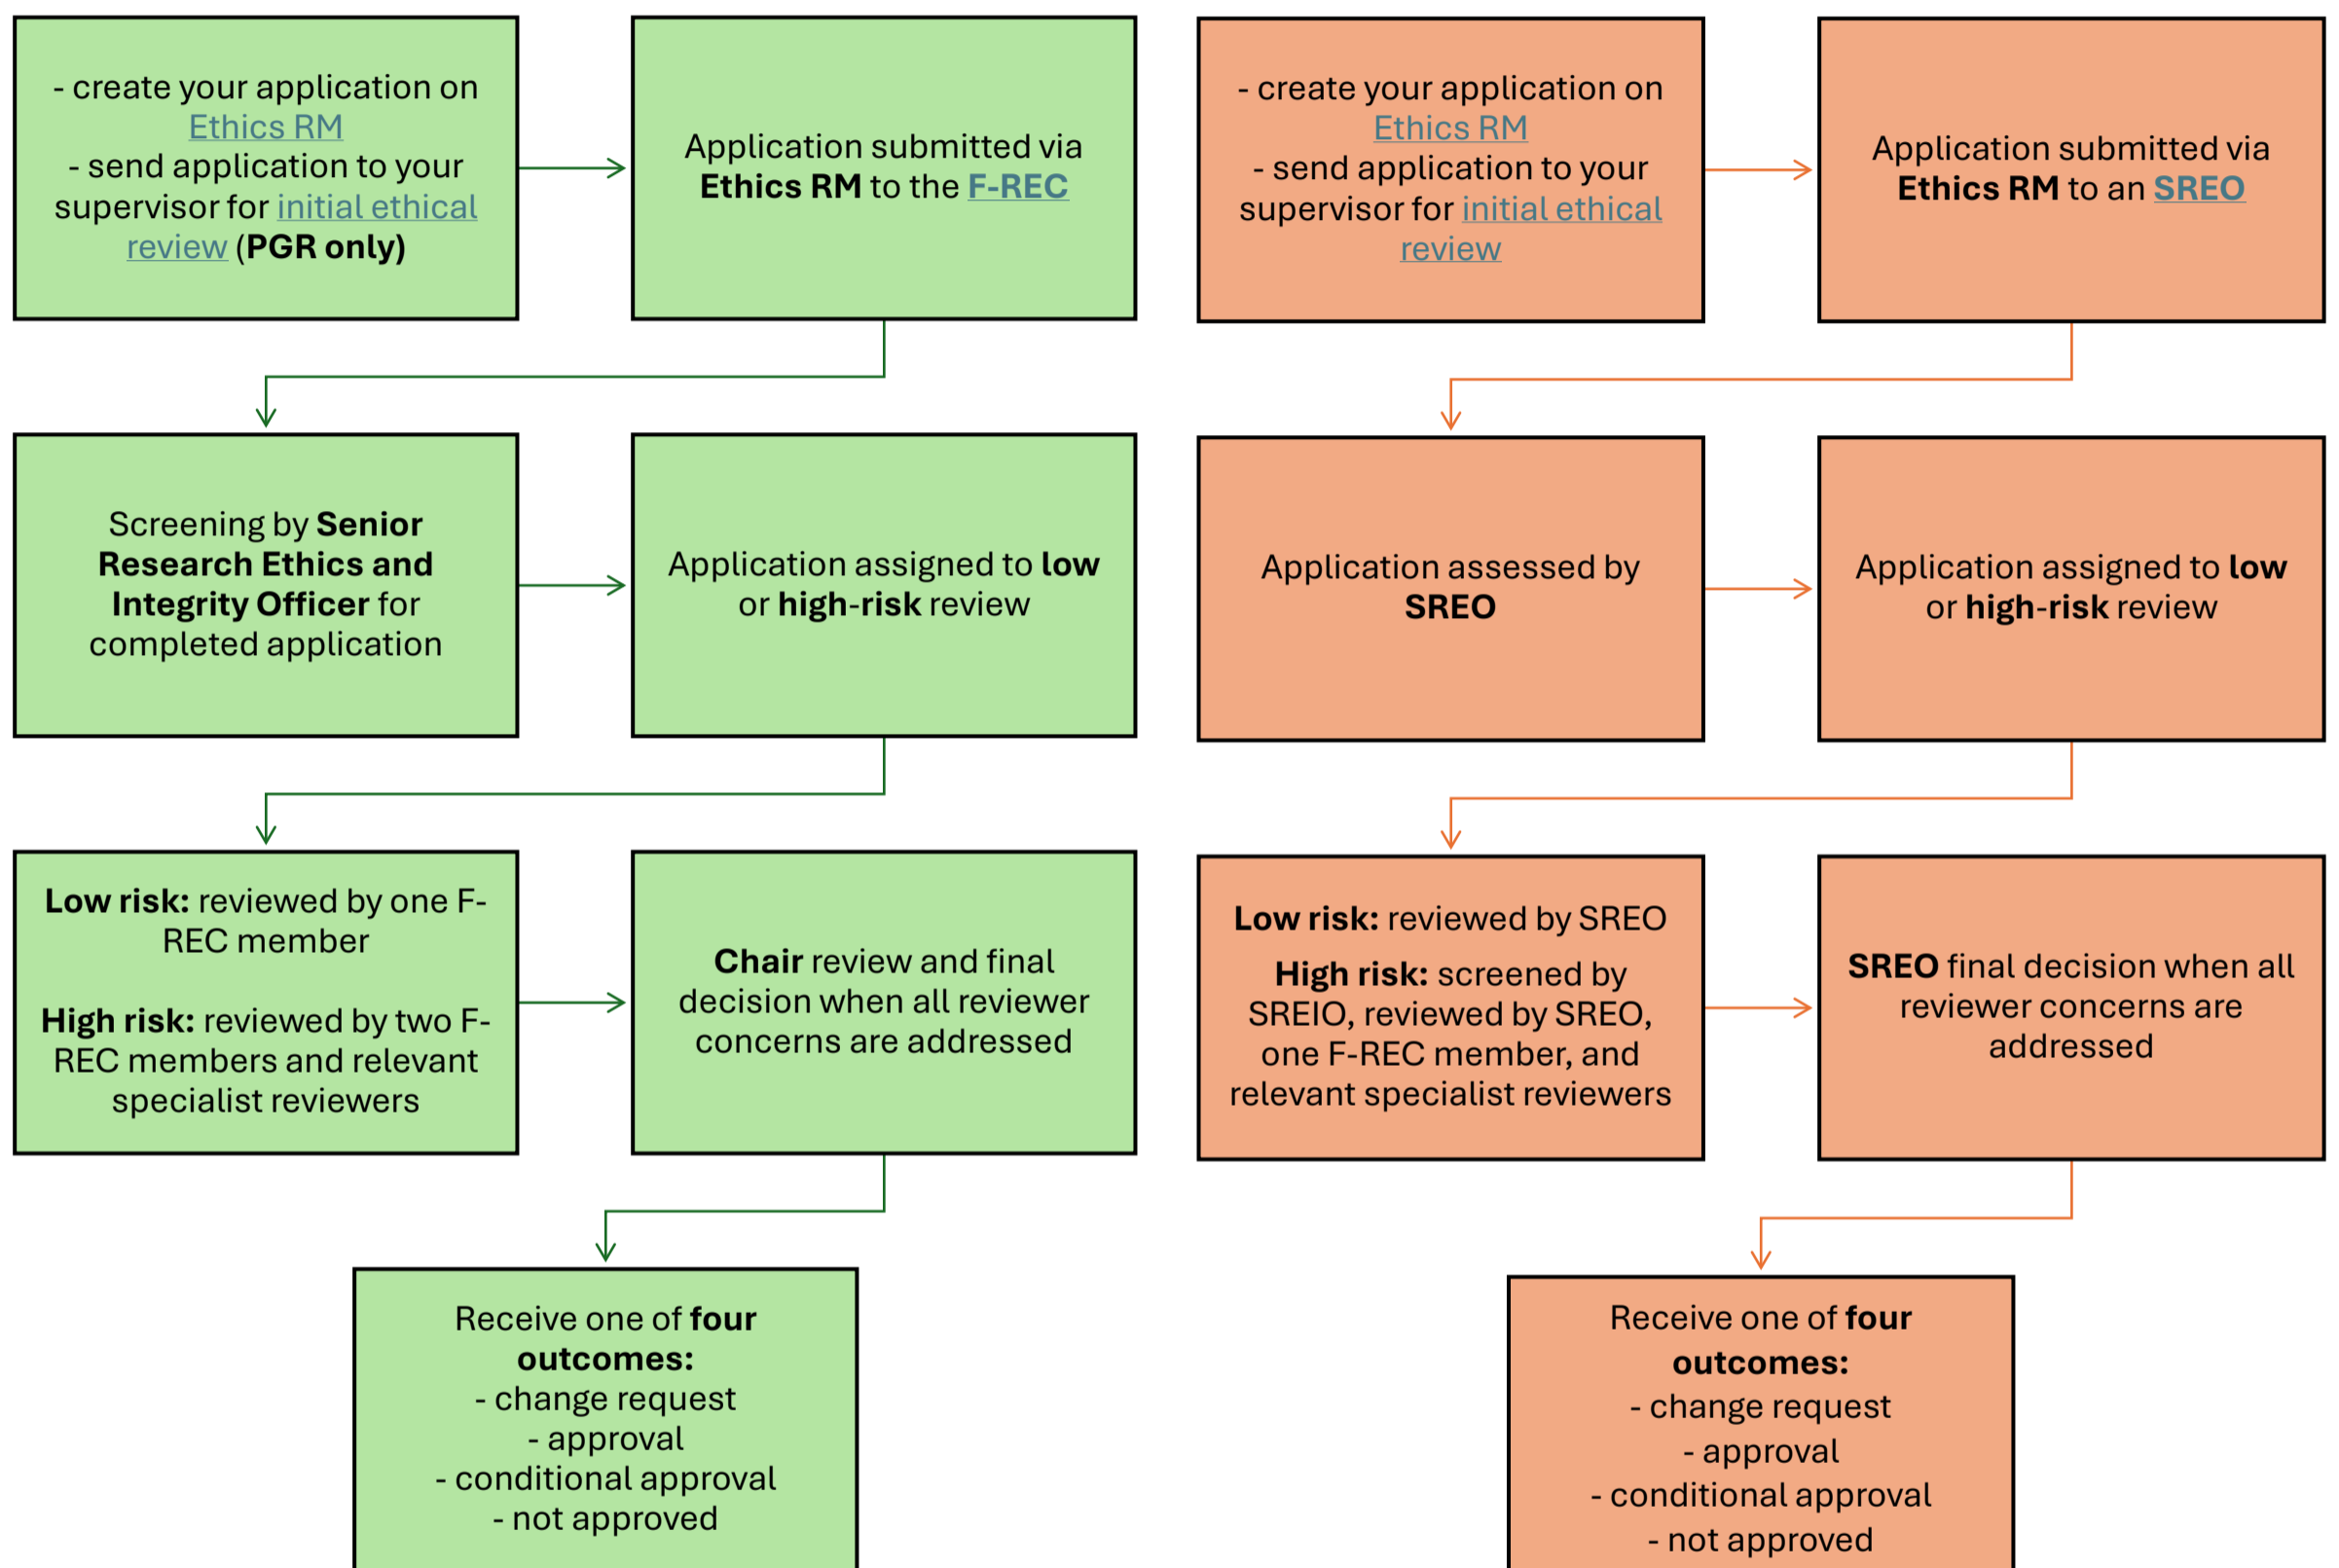 - create your application on
Ethics RM
- send application to your
supervisor for initial ethical
review (PGR only)
Application submitted via
Ethics RM to the F-REC
Screening by Senior
Research Ethics and
Integrity Officer for
completed application
Application assigned to low
or high-risk review
Low risk: reviewed by one F-
REC member
High risk: reviewed by two F-
REC members and relevant
specialist reviewers
Chair review and final
decision when all reviewer
concerns are addressed
Receive one of four
outcomes:
- change request
- approval
- conditional approval
- not approved
- create your application on
Ethics RM
- send application to your
supervisor for initial ethical
review
Application submitted via
Ethics RM to an SREO
Application assessed by
SREO
Application assigned to low
or high-risk review
Low risk: reviewed by SREO
High risk: screened by
SREIO, reviewed by SREO,
one F-REC member, and
relevant specialist reviewers
SREO final decision when all
reviewer concerns are
addressed
Receive one of four
outcomes:
- change request
- approval
- conditional approval
- not approved